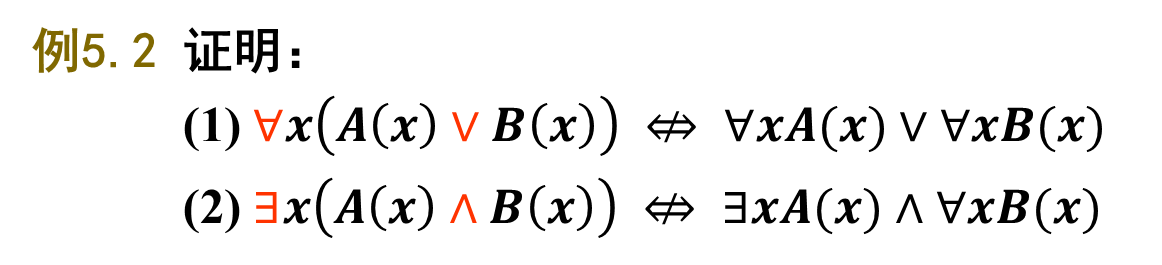 例5.2 证明：
(1) ∀x(A(x) ∨ B(x)) ⇎ ∀xA(x) ∨ ∀xB(x)
(2) ∃x(A(x) ∧ B(x)) ⇎ ∃xA(x) ∧ ∀xB(x)